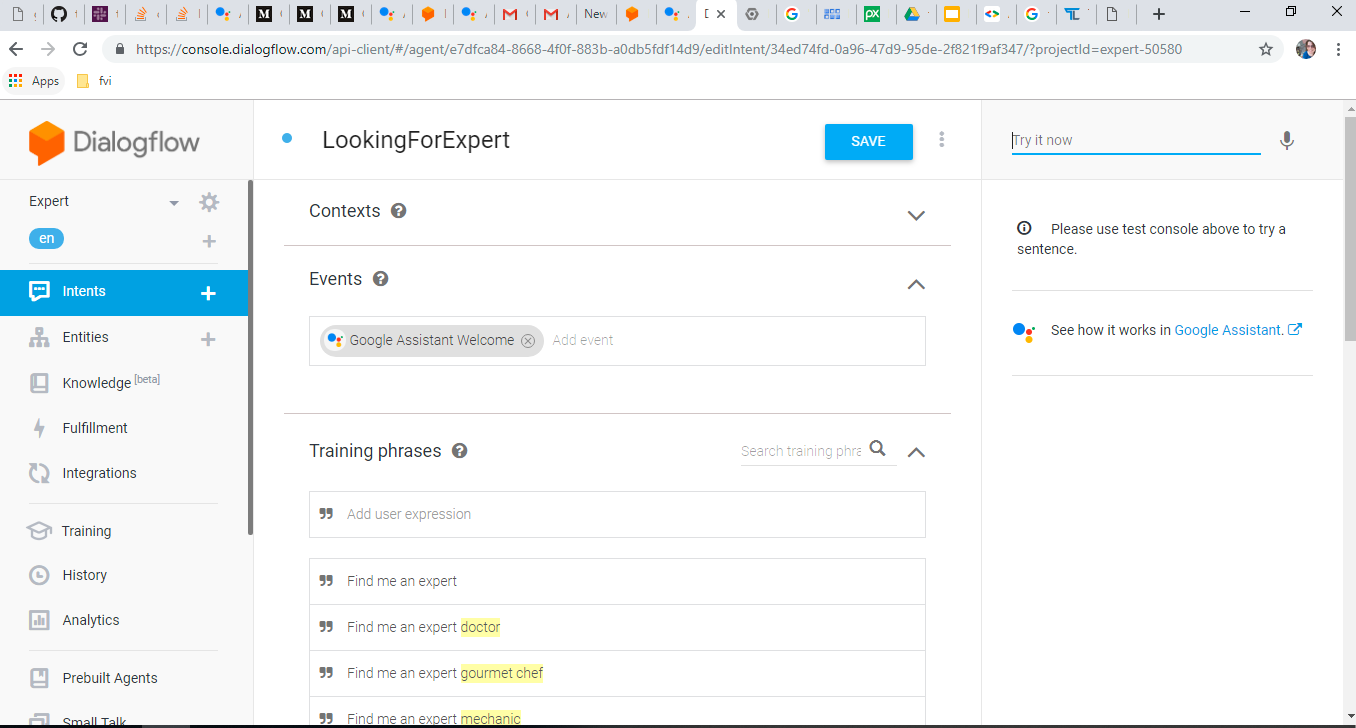 New
https://console.dialogflow.com/api-client/#/agent/e7dfca84-8668-4f0f-883b-a0db5fdf14d9/editIntent/34ed74fd-0a96-47d9-95de-2f821f9af347/?projectId=expert-50580
Apps
fvi
Dialogflow
LookingForExpert
SAVE
Try it now
Expert
en
Intents
Entities
Knowledge [beta]
Fulfillment
Integrations
Training
History
Analytics
Prebuilt Agents
Small Talk
Contexts
Events
Google Assistant Welcome
Add event
Training phrases
Search training phra
Add user expression
Find me an expert
Find me an expert doctor
Find me an expert gourmet chef
Find me an expert mechanic
Please use test console above to try a
sentence.
See how it works in Google Assistant.